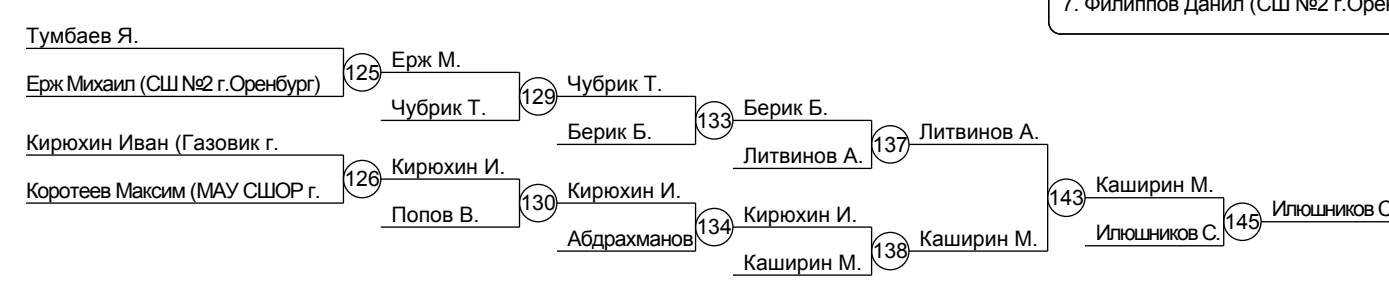 7. Филиппов Данил (СШ №2 г.Орен
Тумбаев Я.
Ерж Михаил (СШ №2 г.Оренбург)
125
Ерж М.
Чубрик Т.
129
Чубрик Т.
Берик Б.
133
Берик Б.
Литвинов А.
137
Литвинов А.
Кирюхин Иван (Газовик г.
Коротеев Максим (МАУ СШОР г.
126
Кирюхин И.
Попов В.
130
Кирюхин И.
Абдрахманов
134
Кирюхин И.
Каширин М.
138
Каширин М.
143
Каширин М.
Илюшников С.
145
Илюшников С